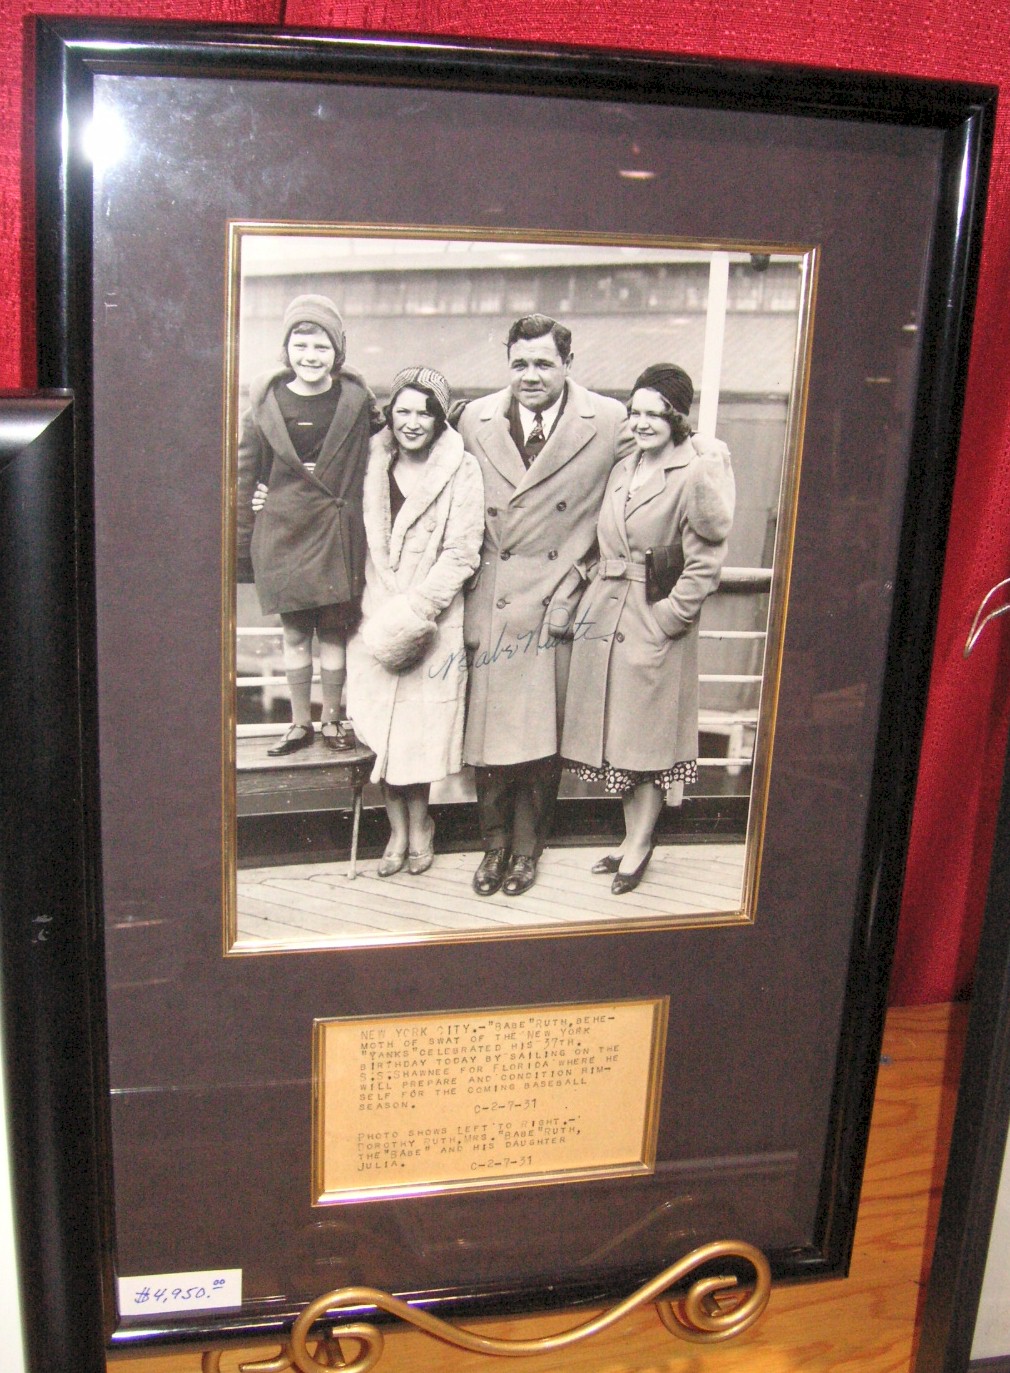 Babe Ruth
NEW YORK CITY.-"BABE" RUTH, BEHE-
MOTH OF SWAT OF THE NEW YORK
"YANKS" CELEBRATED HIS 37TH.
BIRTHDAY TODAY BY SAILING ON THE
S.S. SHAWNEE FOR FLORIDA WHERE HE
WILL PREPARE AND CONDITION HIM-
SELF FOR THE COMING BASEBALL
SEASON. C-2-7-31
PHOTO SHOWS LEFT TO RIGHT.-
DOROTHY RUTH, MRS. "BABE" RUTH,
THE "BABE" AND HIS DAUGHTER
JULIA. C-2-7-31
$4,950.00